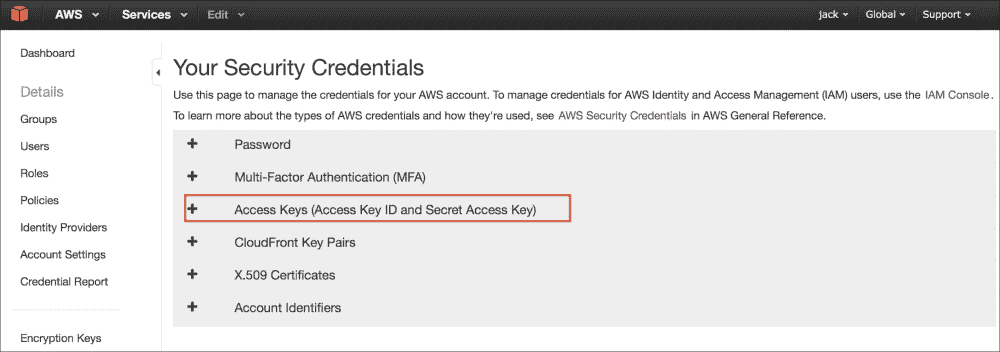 AWS Services Edit jack Global Support
Dashboard
Details
Groups
Users
Roles
Policies
Identity Providers
Account Settings
Credential Report
Encryption Keys
Your Security Credentials
Use this page to manage the credentials for your AWS account. To manage credentials for AWS Identity and Access Management (IAM) users, use the IAM Console.
To learn more about the types of AWS credentials and how they're used, see AWS Security Credentials in AWS General Reference.
Password
Multi-Factor Authentication (MFA)
Access Keys (Access Key ID and Secret Access Key)
CloudFront Key Pairs
X.509 Certificates
Account Identifiers